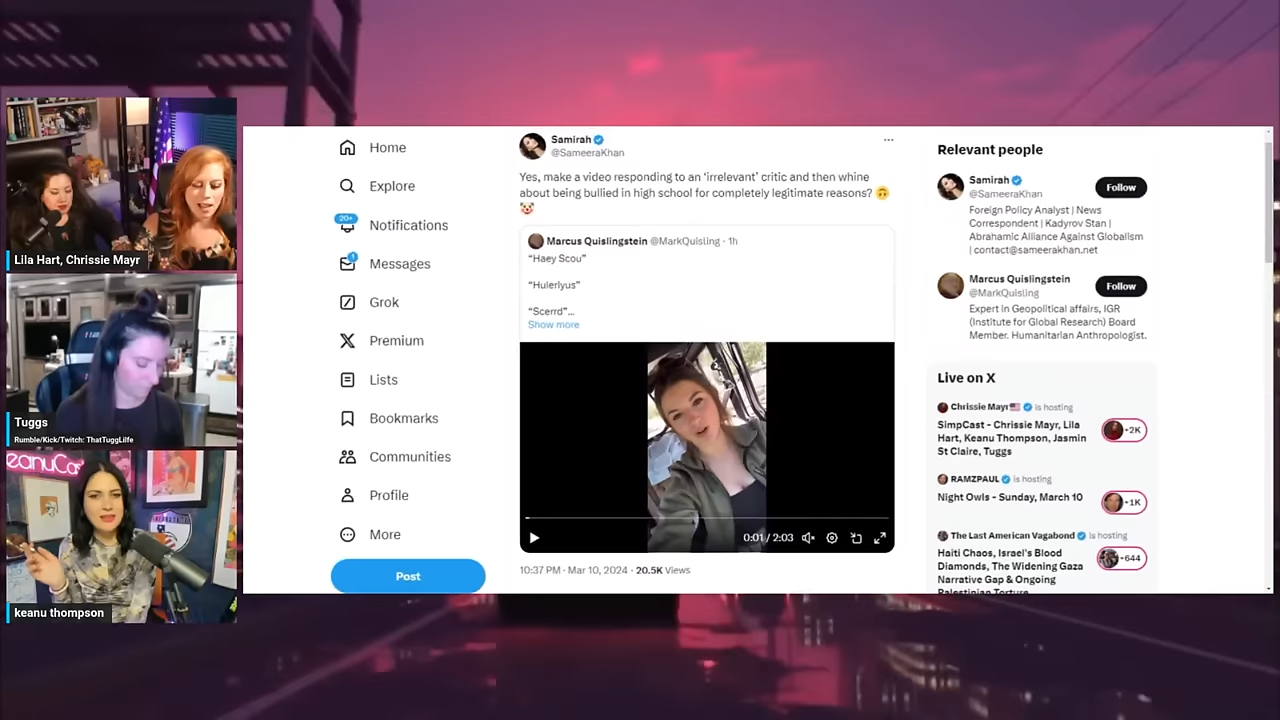 Lila Hart, Chrissie Mayr
Tuggs
Rumble/Kick/Twitch: ThatTuggLife
eanuCas
keanu thompson
Home
Explore
20+
Notifications
1
Messages
Grok
Premium
Lists
Bookmarks
Communities
Profile
More
Post
Samirah
@SameeraKhan
Yes, make a video responding to an ‘irrelevant’ critic and then whine
about being bullied in high school for completely legitimate reasons? 🙃
🤡
Marcus Quislingstein @MarkQuisling · 1h
“Haey Scou”
“Hulerlyus”
“Scerrd”...
Show more
0:01 / 2:03
10:37 PM · Mar 10, 2024 · 20.5K Views
Relevant people
Samirah
@SameeraKhan
Follow
Foreign Policy Analyst | News
Correspondent | Kadyrov Stan |
Abrahamic Alliance Against Globalism
| contact@sameerakhan.net
Marcus Quislingstein
@MarkQuisling
Follow
Expert in Geopolitical affairs, IGR
(Institute for Global Research) Board
Member. Humanitarian Anthropologist.
Live on X
Chrissie Mayr🇺🇸 is hosting
SimpCast - Chrissie Mayr, Lila
Hart, Keanu Thompson, Jasmin
St Claire, Tuggs
+2K
RAMZPAUL is hosting
Night Owls - Sunday, March 10
+1K
The Last American Vagabond is hosting
Haiti Chaos, Israel's Blood
Diamonds, The Widening Gaza
Narrative Gap & Ongoing
Palestinian Torture
+644